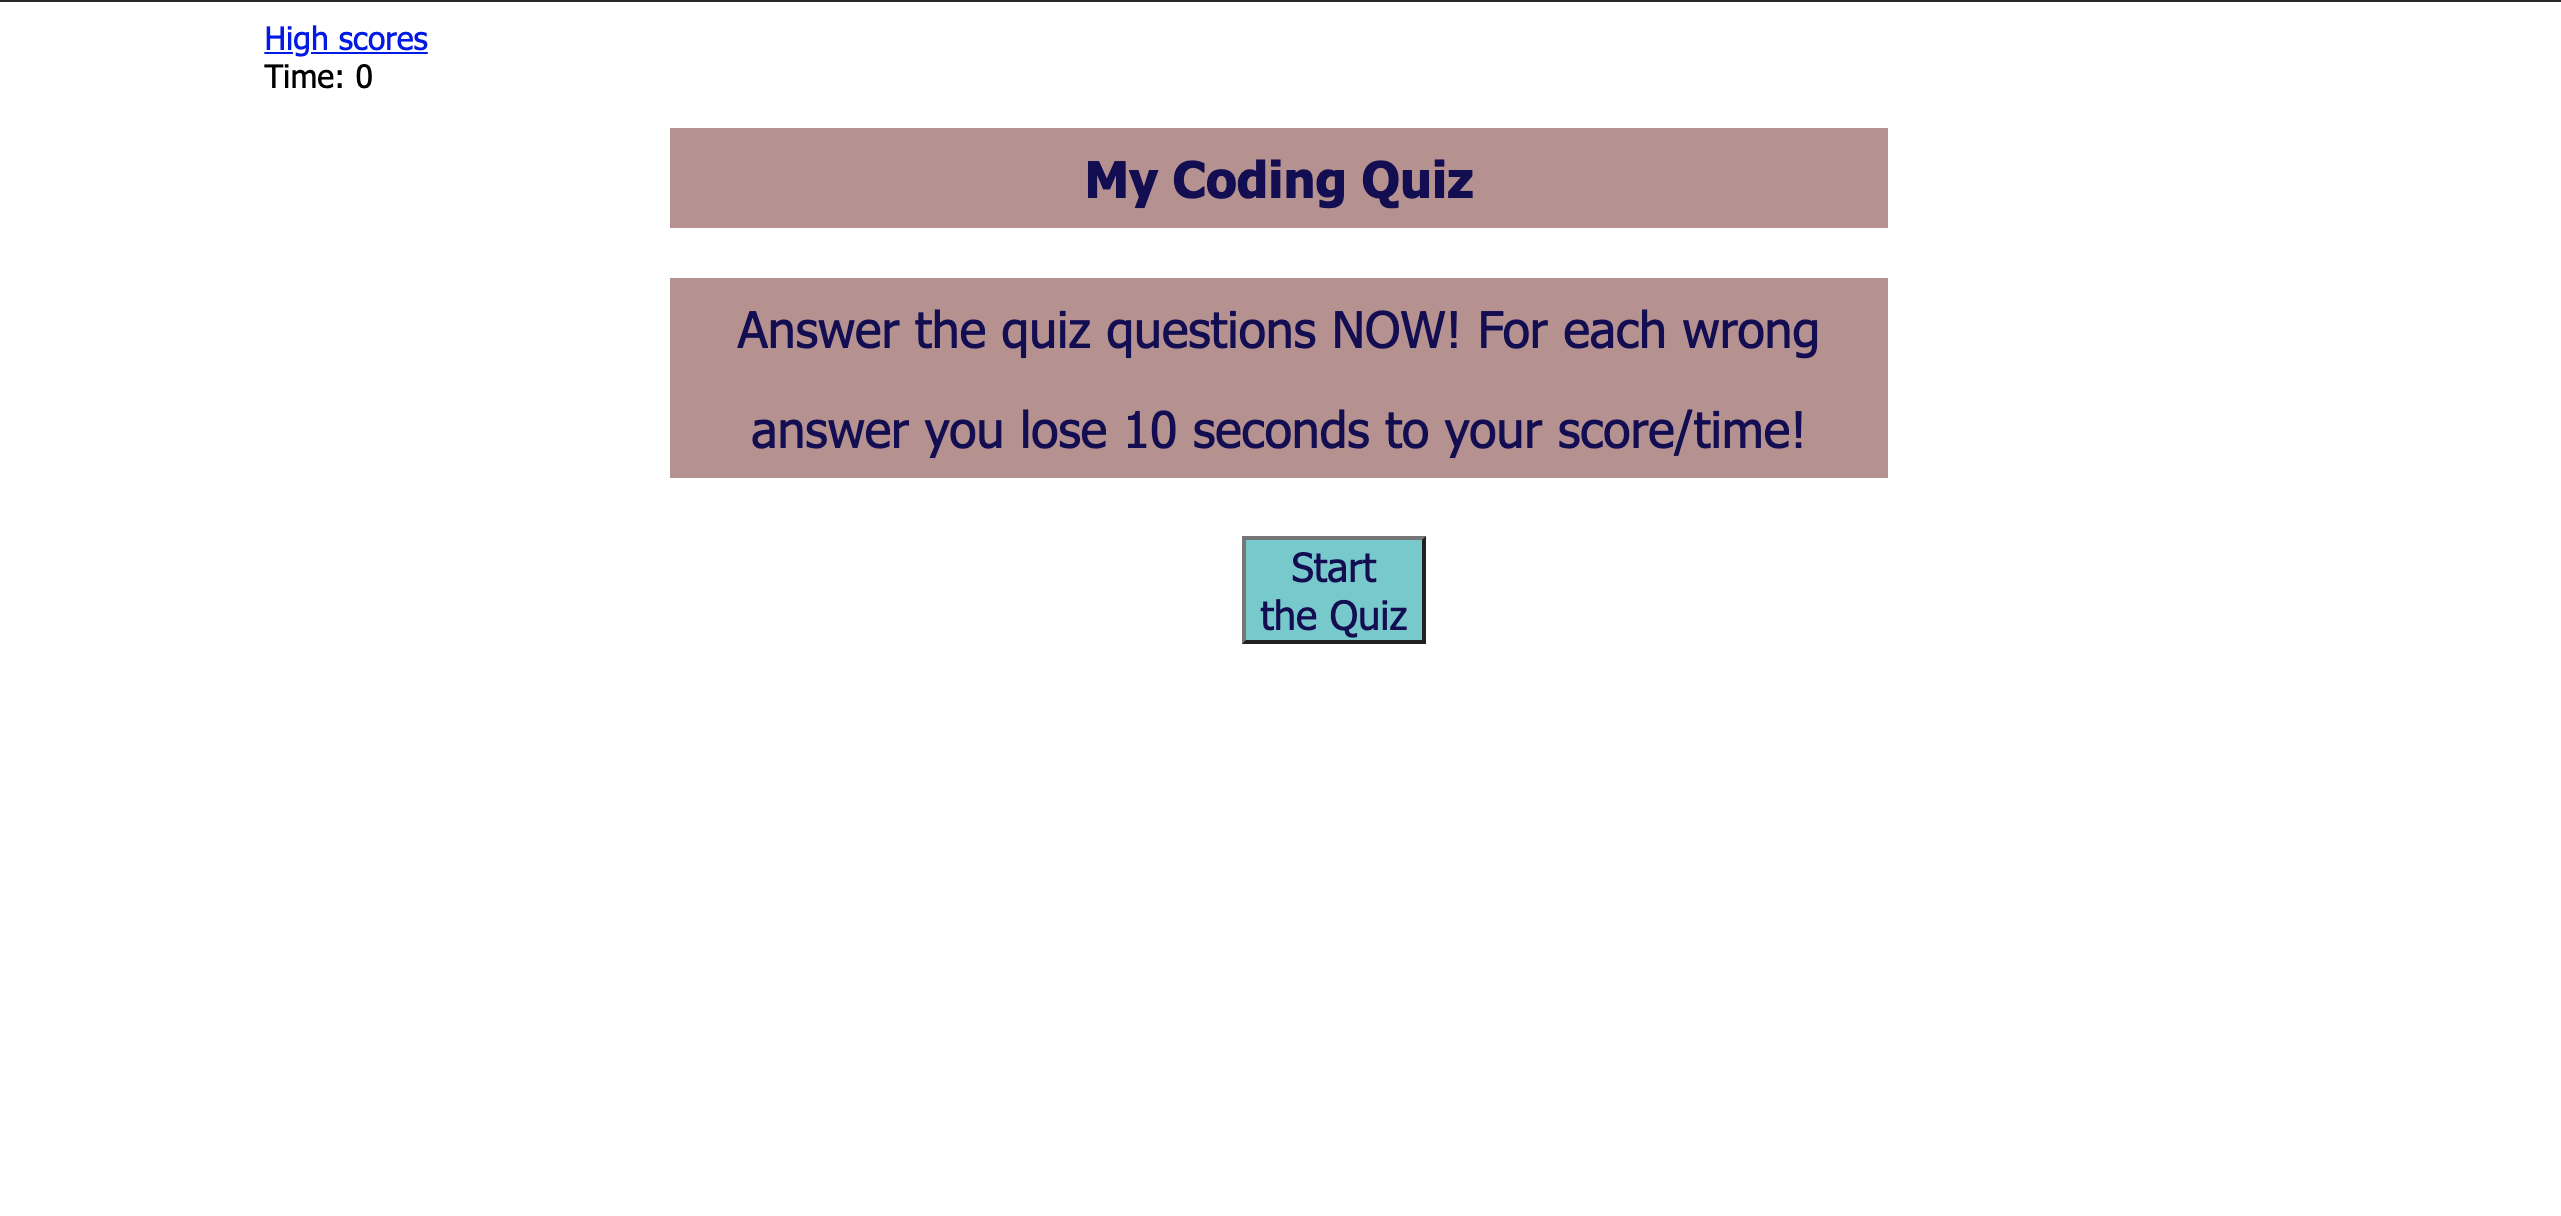 High scores
Time: 0
My Coding Quiz
Answer the quiz questions NOW! For each wrong
answer you lose 10 seconds to your score/time!
Start
the Quiz